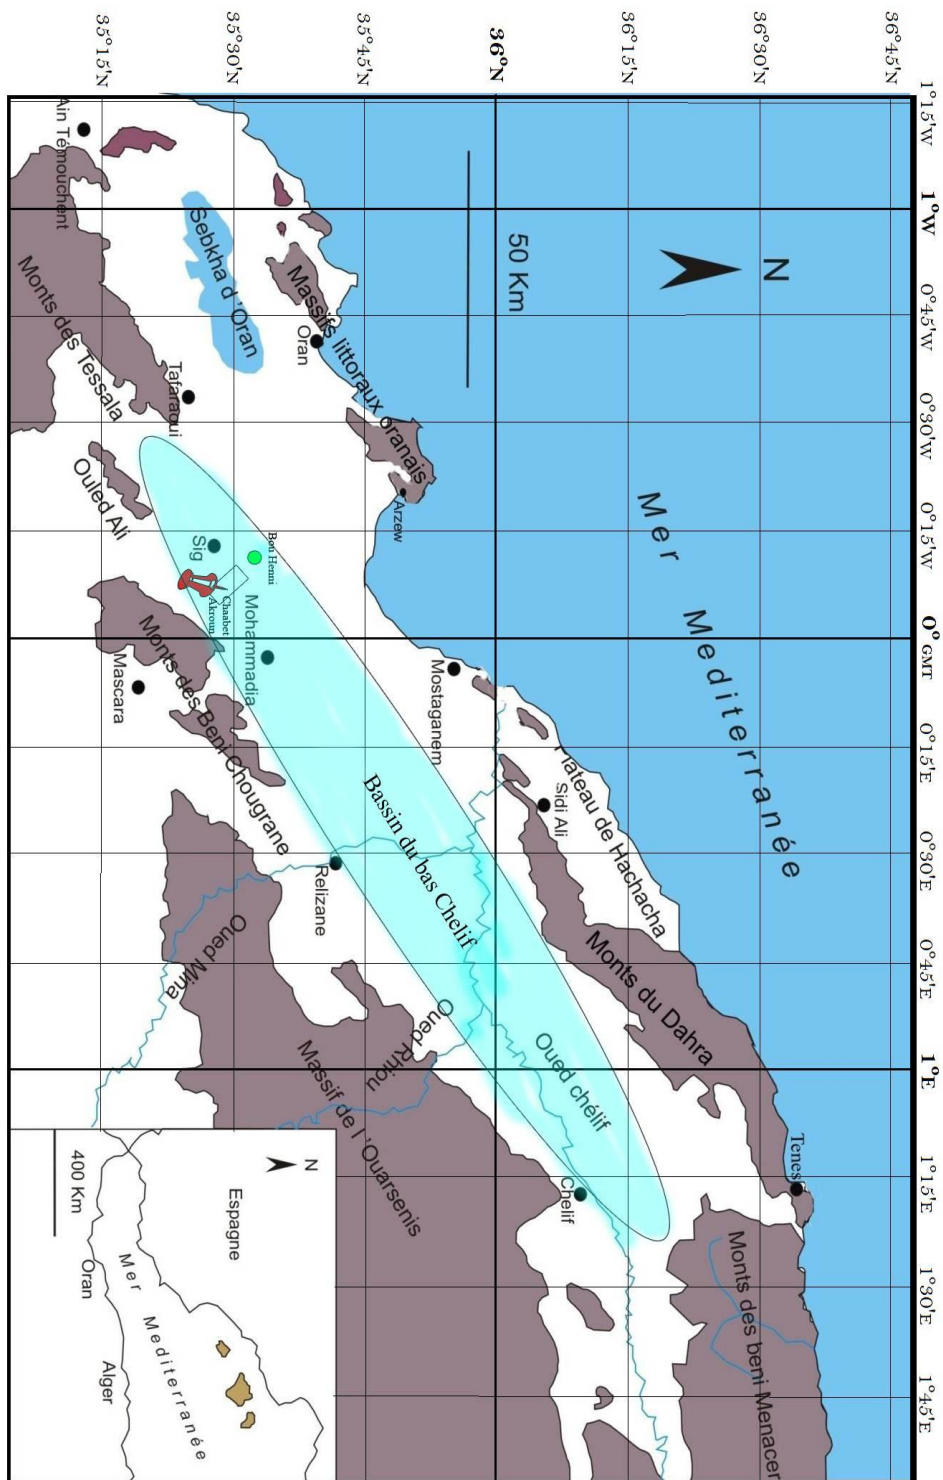 1°15'W
1°W
0°45'W
0°30'W
0°15'W
0°GMT
0°15'E
0°30'E
0°45'E
1°E
1°15'E
1°30'E
1°45'E
36°45'N
36°30'N
36°15'N
36°N
35°45'N
35°30'N
35°15'N
N
50 Km
Mer Mediterranée
Tenes
Monts des beni Menacer
Monts du Dahra
Plateau de Hachacha
Sidi Ali
Oued chélif
Chelif
Mostaganem
Arzew
Massifs littoraux oranais
Oran
Sebkha d'Oran
Bassin du bas Chelif
Oued Rhiou
Massif de l'Ouarsenis
Relizane
Oued Mina
Bou Henni
Mohammadia
Chaabet
Akroun
Sig
Monts des Beni Chougrane
Mascara
Tafaraoui
Ouled Ali
Monts des Tessala
Ain Témouchent
N
Espagne
400 Km
Mer Mediterranée
Oran
Alger